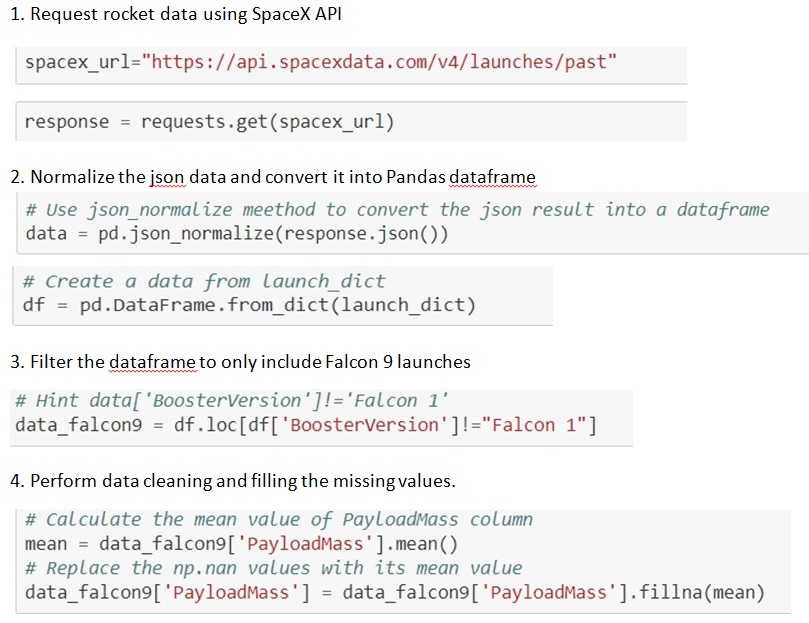 1. Request rocket data using SpaceX API
spacex_url="https://api.spacexdata.com/v4/launches/past"
response = requests.get(spacex_url)
2. Normalize the json data and convert it into Pandas dataframe
# Use json_normalize meethod to convert the json result into a dataframe
data = pd.json_normalize(response.json())
# Create a data from launch_dict
df = pd.DataFrame.from_dict(launch_dict)
3. Filter the dataframe to only include Falcon 9 launches
# Hint data['BoosterVersion']!='Falcon 1'
data_falcon9 = df.loc[df['BoosterVersion']!="Falcon 1"]
4. Perform data cleaning and filling the missing values.
# Calculate the mean value of PayloadMass column
mean = data_falcon9['PayloadMass'].mean()
# Replace the np.nan values with its mean value
data_falcon9['PayloadMass'] = data_falcon9['PayloadMass'].fillna(mean)